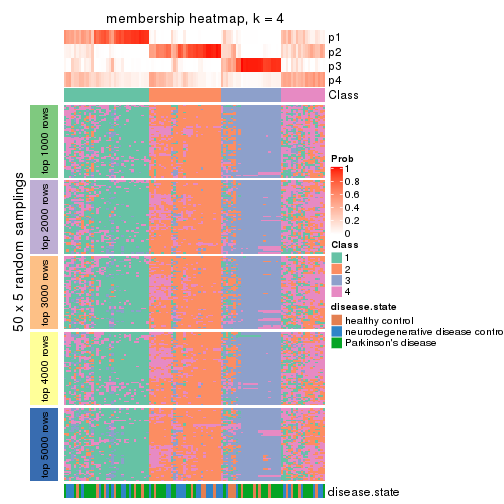 membership heatmap, k = 4
p1
p2
p3
p4
Class
50 x 5 random samplings
top 1000 rows
top 2000 rows
top 3000 rows
top 4000 rows
top 5000 rows
Prob
1
0.8
0.6
0.4
0.2
0
Class
1
2
3
4
disease.state
healthy control
neurodegenerative disease contro
Parkinson's disease
disease.state